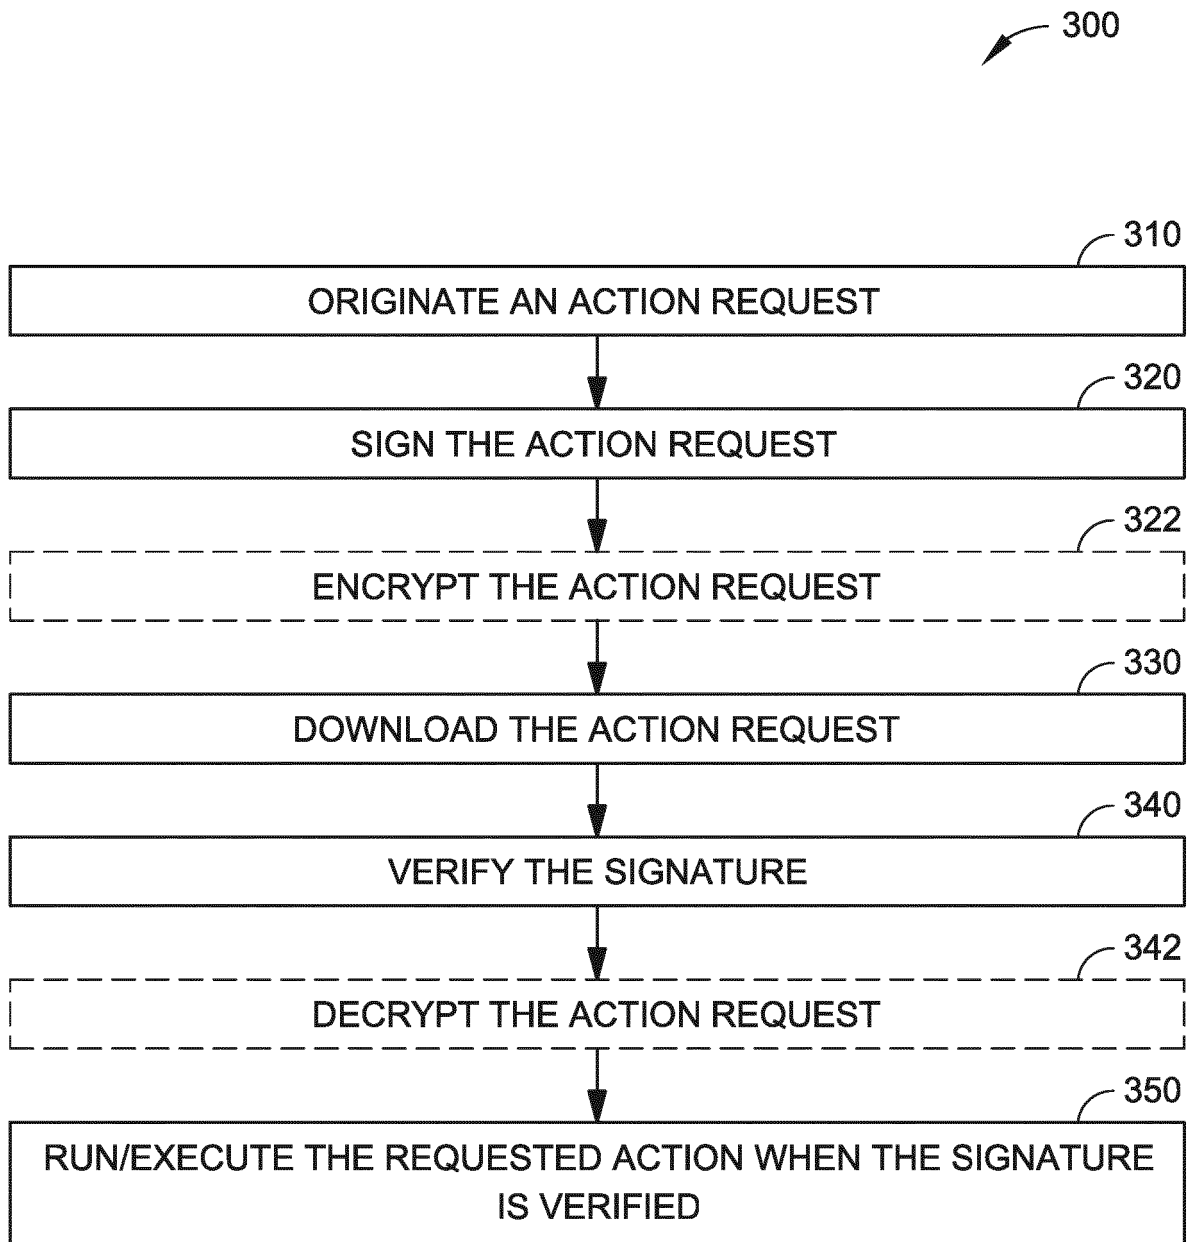 300
310
ORIGINATE AN ACTION REQUEST
320
SIGN THE ACTION REQUEST
322
ENCRYPT THE ACTION REQUEST
330
DOWNLOAD THE ACTION REQUEST
340
VERIFY THE SIGNATURE
342
DECRYPT THE ACTION REQUEST
350
RUN/EXECUTE THE REQUESTED ACTION WHEN THE SIGNATURE
IS VERIFIED